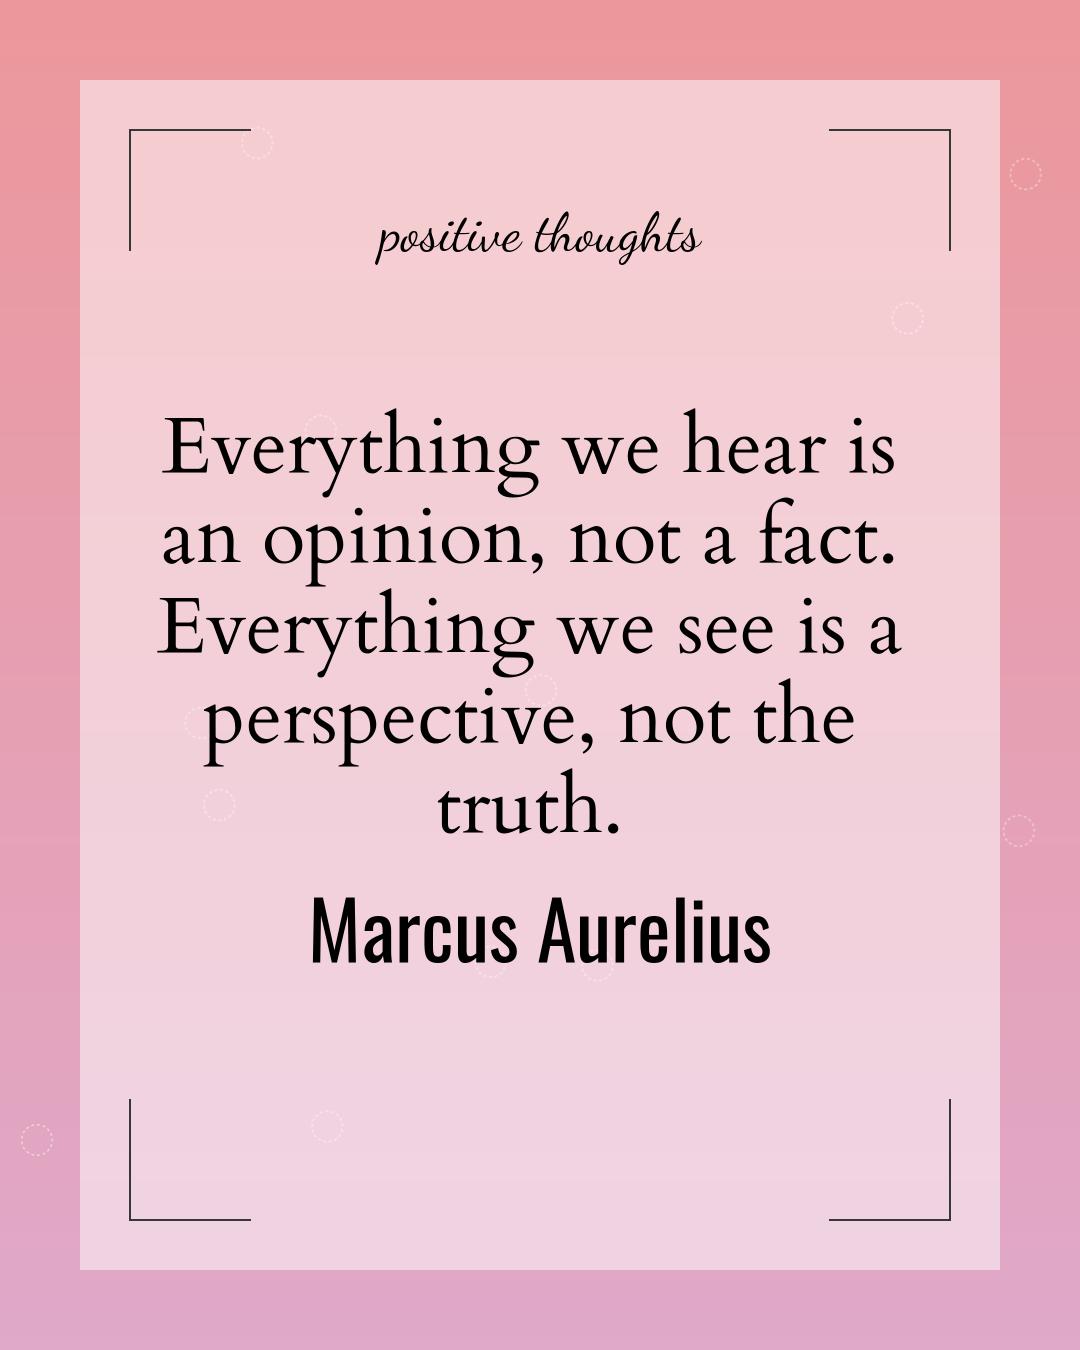 positive thoughts
Everything we hear is
an opinion, not a fact.
Everything we see is a
perspective, not the
truth.
Marcus Aurelius